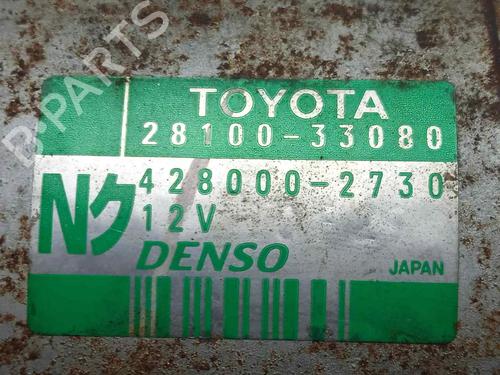 B-PARTS
TOYOTA
28100-33080
Nク
428000-2730
12V
DENSO
JAPAN